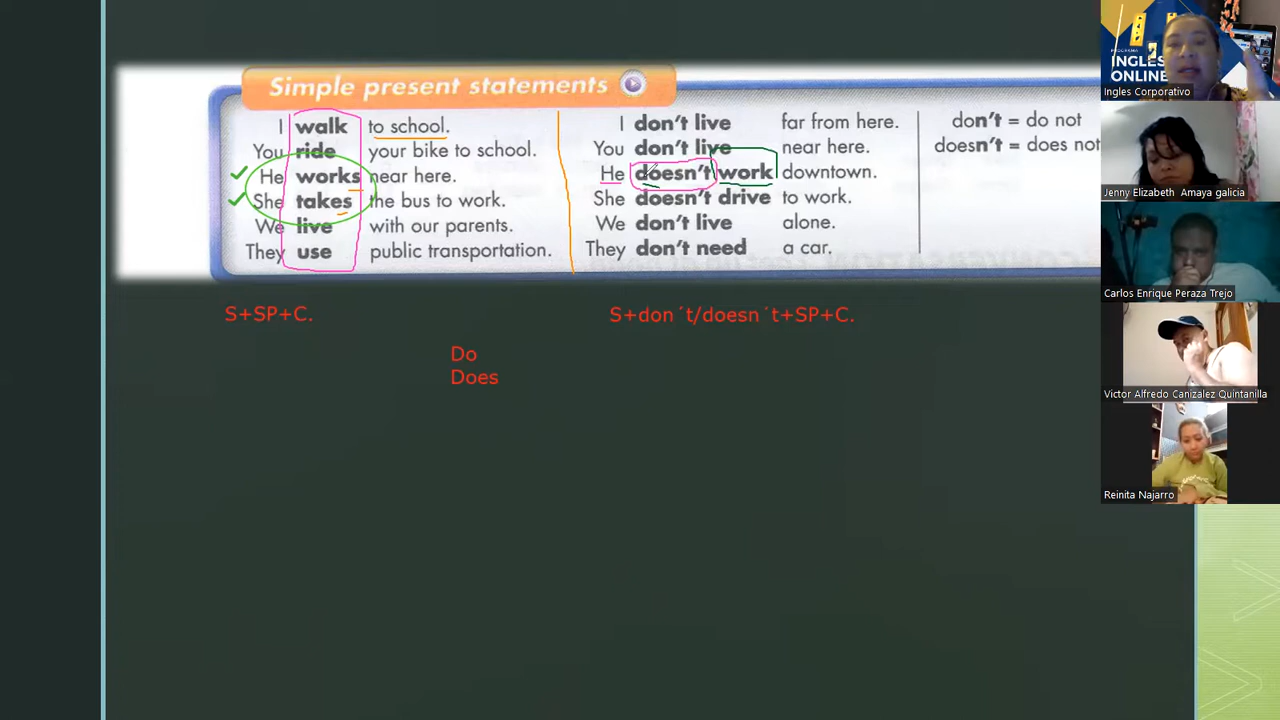 Simple present statements
I walk to school.
You ride your bike to school.
He works near here.
She takes the bus to work.
We live with our parents.
They use public transportation.
I don't live far from here.
You don't live near here.
He doesn't work downtown.
She doesn't drive to work.
We don't live alone.
They don't need a car.
don't = do not
doesn't = does not
S+SP+C.
S+don´t/doesn´t+SP+C.
Do
Does
PROGRAMA
INGLES
ONLINE
Ingles Corporativo
Jenny Elizabeth Amaya galicia
Carlos Enrique Peraza Trejo
Victor Alfredo Canizalez Quintanilla
Reinita Najarro